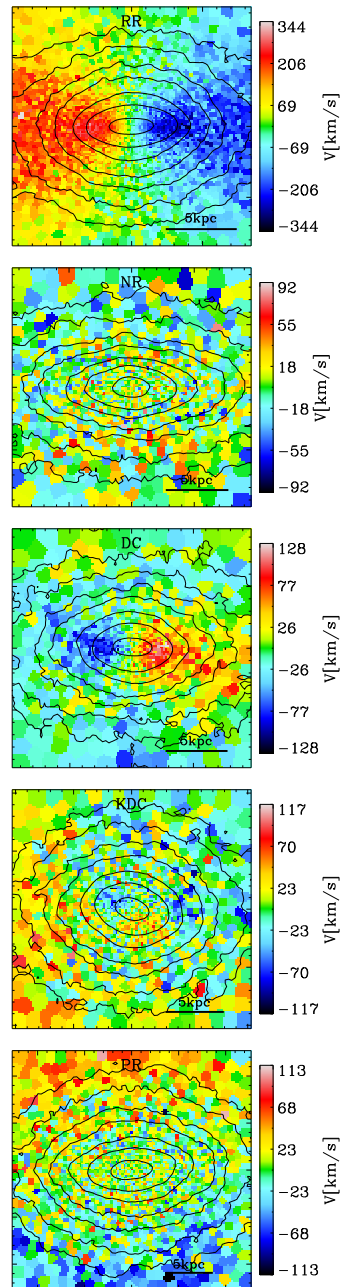 RR
5kpc
344
206
69
−69
−206
−344
V[km/s]
NR
5kpc
92
55
18
−18
−55
−92
V[km/s]
DC
5kpc
128
77
26
−26
−77
−128
V[km/s]
KDC
5kpc
117
70
23
−23
−70
−117
V[km/s]
PR
5kpc
113
68
23
−23
−68
−113
V[km/s]